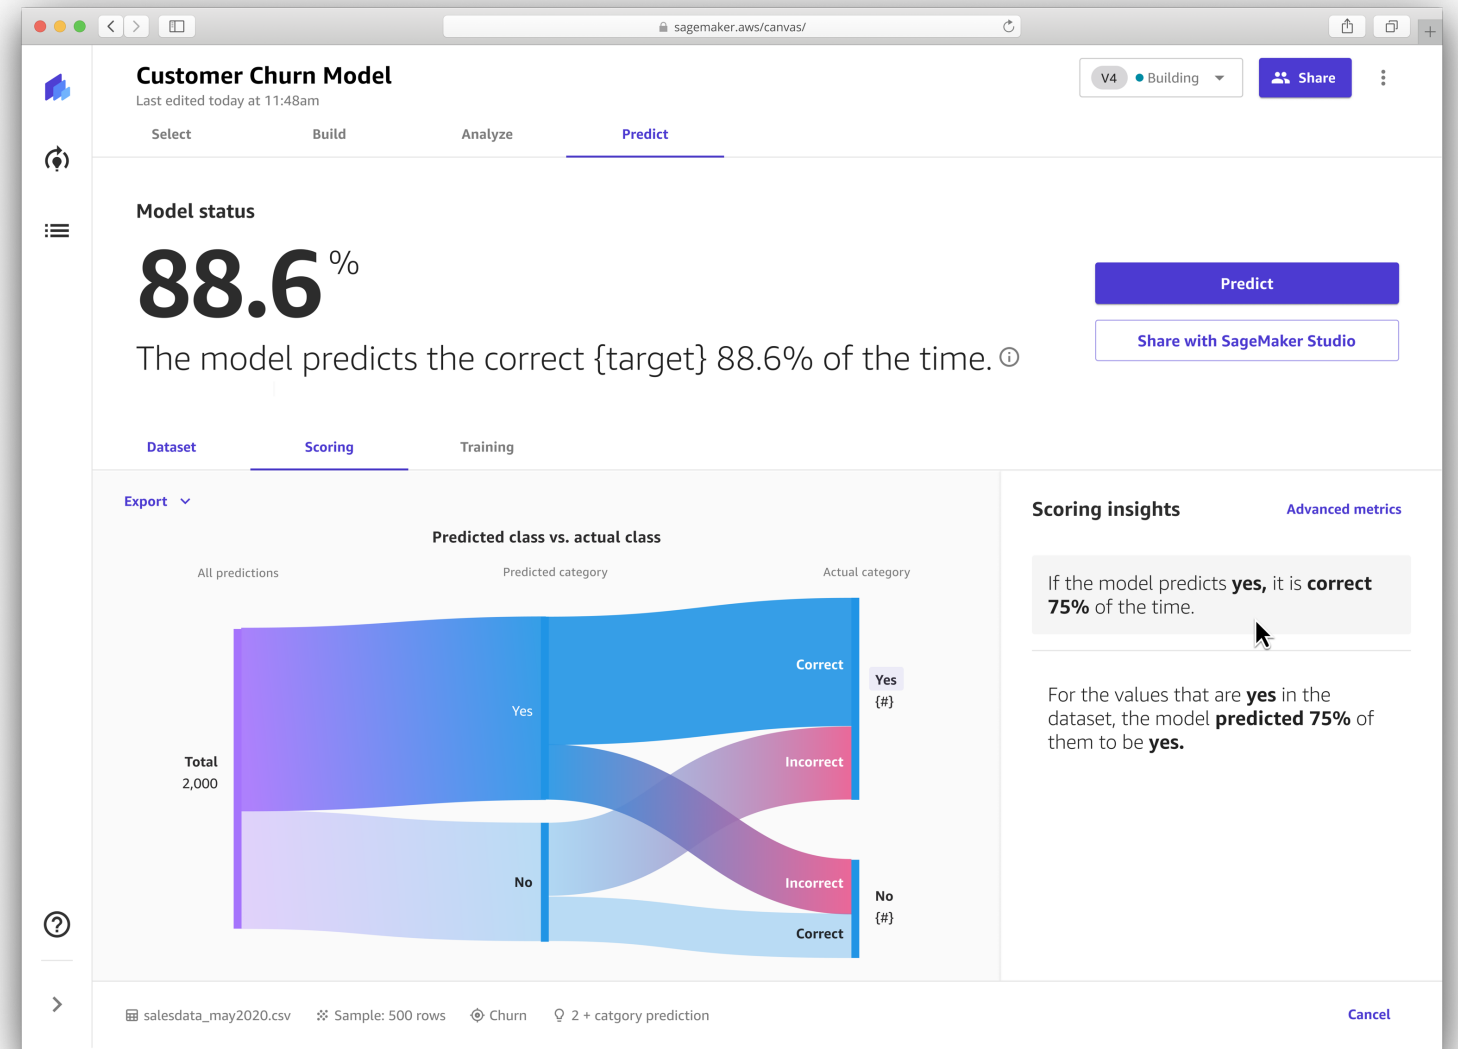 sagemaker.aws/canvas/
Customer Churn Model
Last edited today at 11:48am
V4 Building
Share
Select Build Analyze Predict
Model status
88.6%
The model predicts the correct {target} 88.6% of the time.
Predict
Share with SageMaker Studio
Dataset Scoring Training
Export
Predicted class vs. actual class
All predictions Predicted category Actual category
Total
2,000
Yes
No
Correct
Incorrect
Yes
{#}
Incorrect
Correct
No
{#}
Scoring insights Advanced metrics
If the model predicts yes, it is correct
75% of the time.
For the values that are yes in the
dataset, the model predicted 75% of
them to be yes.
salesdata_may2020.csv Sample: 500 rows Churn 2 + catgory prediction
Cancel